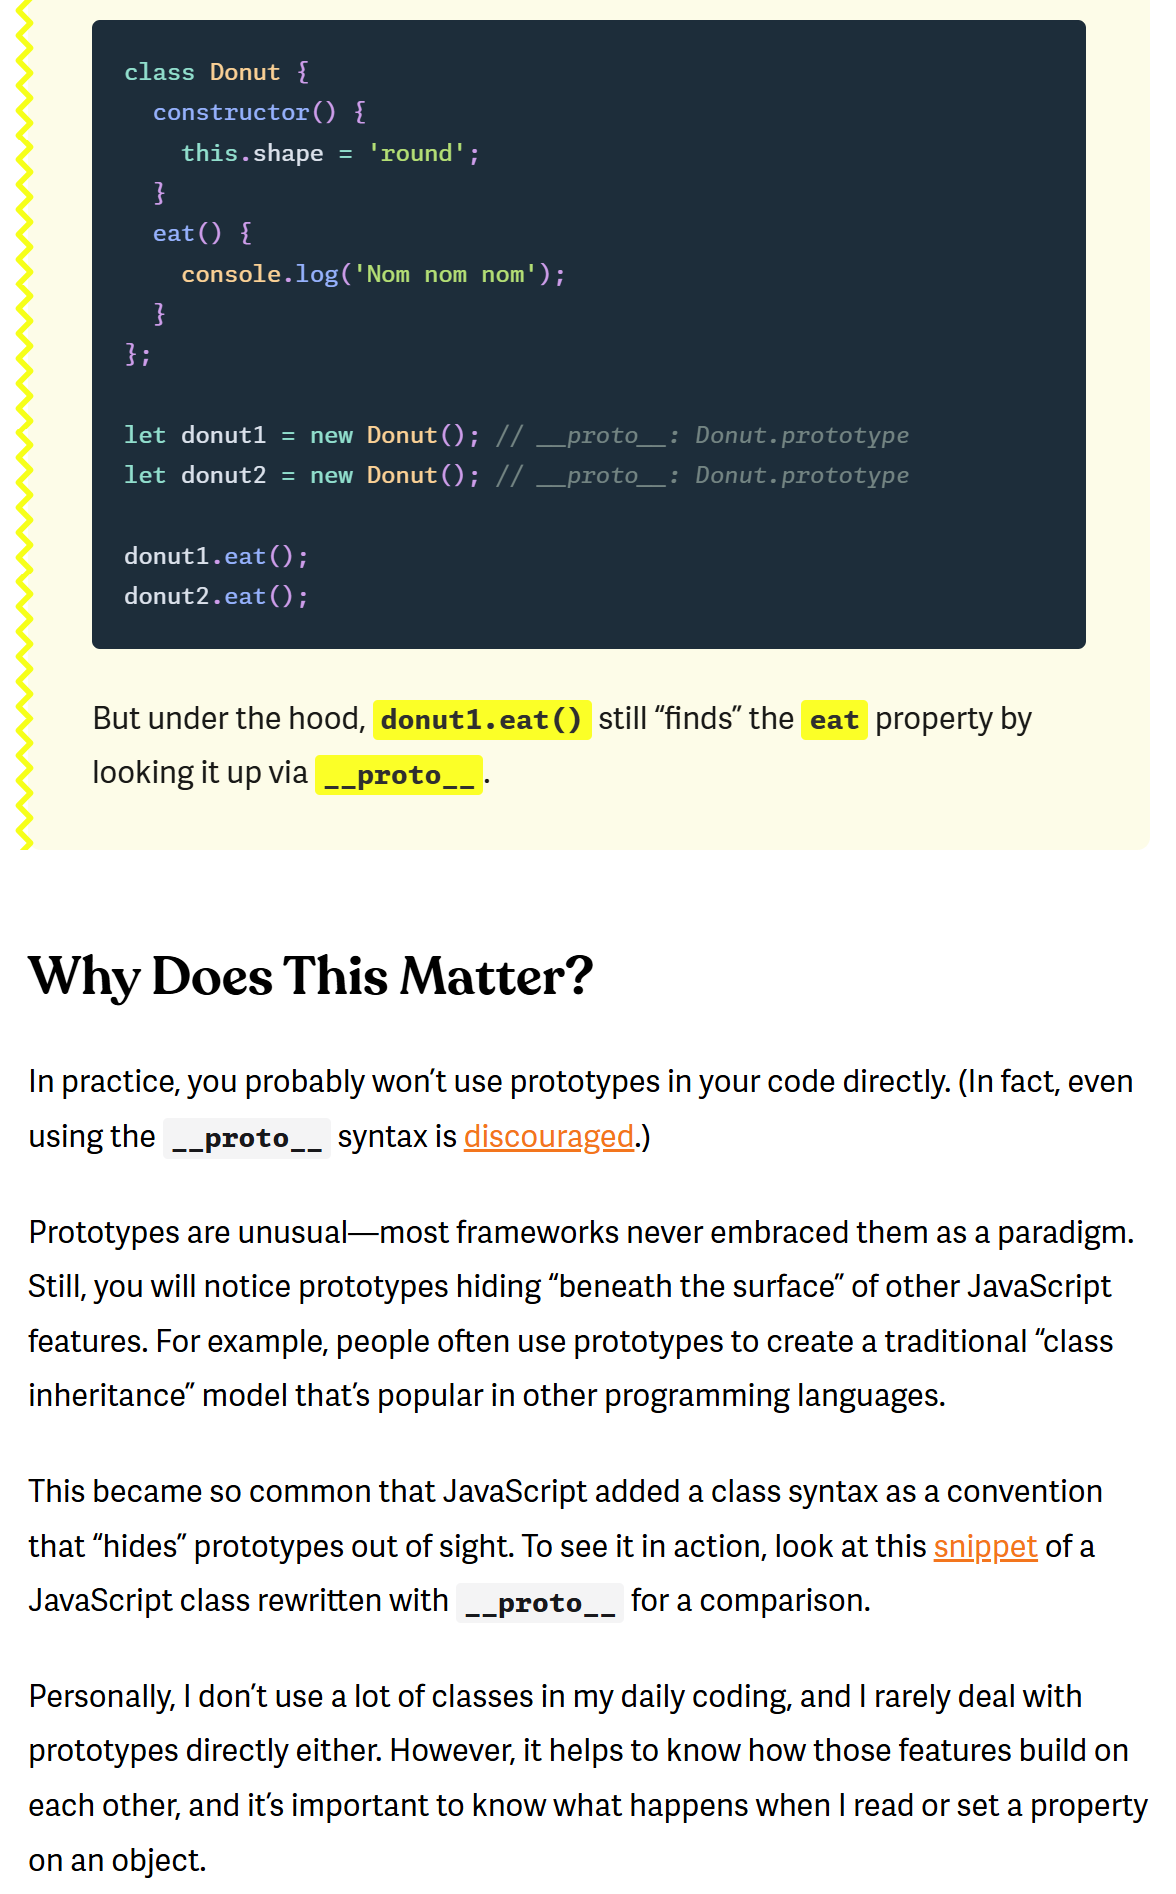 class Donut {
  constructor() {
    this.shape = 'round';
  }
  eat() {
    console.log('Nom nom nom');
  }
};

let donut1 = new Donut(); // __proto__: Donut.prototype
let donut2 = new Donut(); // __proto__: Donut.prototype

donut1.eat();
donut2.eat();
But under the hood, donut1.eat() still “finds” the eat property by
looking it up via __proto__.
Why Does This Matter?
In practice, you probably won’t use prototypes in your code directly. (In fact, even
using the __proto__ syntax is discouraged.)
Prototypes are unusual—most frameworks never embraced them as a paradigm.
Still, you will notice prototypes hiding “beneath the surface” of other JavaScript
features. For example, people often use prototypes to create a traditional “class
inheritance” model that’s popular in other programming languages.
This became so common that JavaScript added a class syntax as a convention
that “hides” prototypes out of sight. To see it in action, look at this snippet of a
JavaScript class rewritten with __proto__ for a comparison.
Personally, I don’t use a lot of classes in my daily coding, and I rarely deal with
prototypes directly either. However, it helps to know how those features build on
each other, and it’s important to know what happens when I read or set a property
on an object.